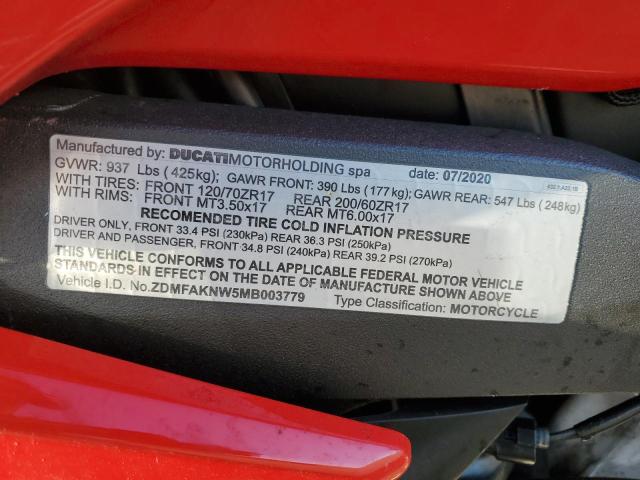 Manufactured by: DUCATIMOTORHOLDING spa date: 07/2020
GVWR: 937 Lbs (425kg); GAWR FRONT: 390 Lbs (177kg); GAWR REAR: 547 Lbs (248kg)
WITH TIRES: FRONT 120/70ZR17 REAR 200/60ZR17
WITH RIMS: FRONT MT3.50x17 REAR MT6.00x17
RECOMMENDED TIRE COLD INFLATION PRESSURE
DRIVER ONLY, FRONT 33.4 PSI (230kPa) REAR 36.3 PSI (250kPa)
DRIVER AND PASSENGER, FRONT 34.8 PSI (240kPa) REAR 39.2 PSI (270kPa)
THIS VEHICLE CONFORMS TO ALL APPLICABLE FEDERAL MOTOR VEHICLE
STANDARDS IN EFFECT ON THE DATE OF MANUFACTURE SHOWN ABOVE
Vehicle I.D. No.ZDMFAKNW5MB003779 Type Classification: MOTORCYCLE